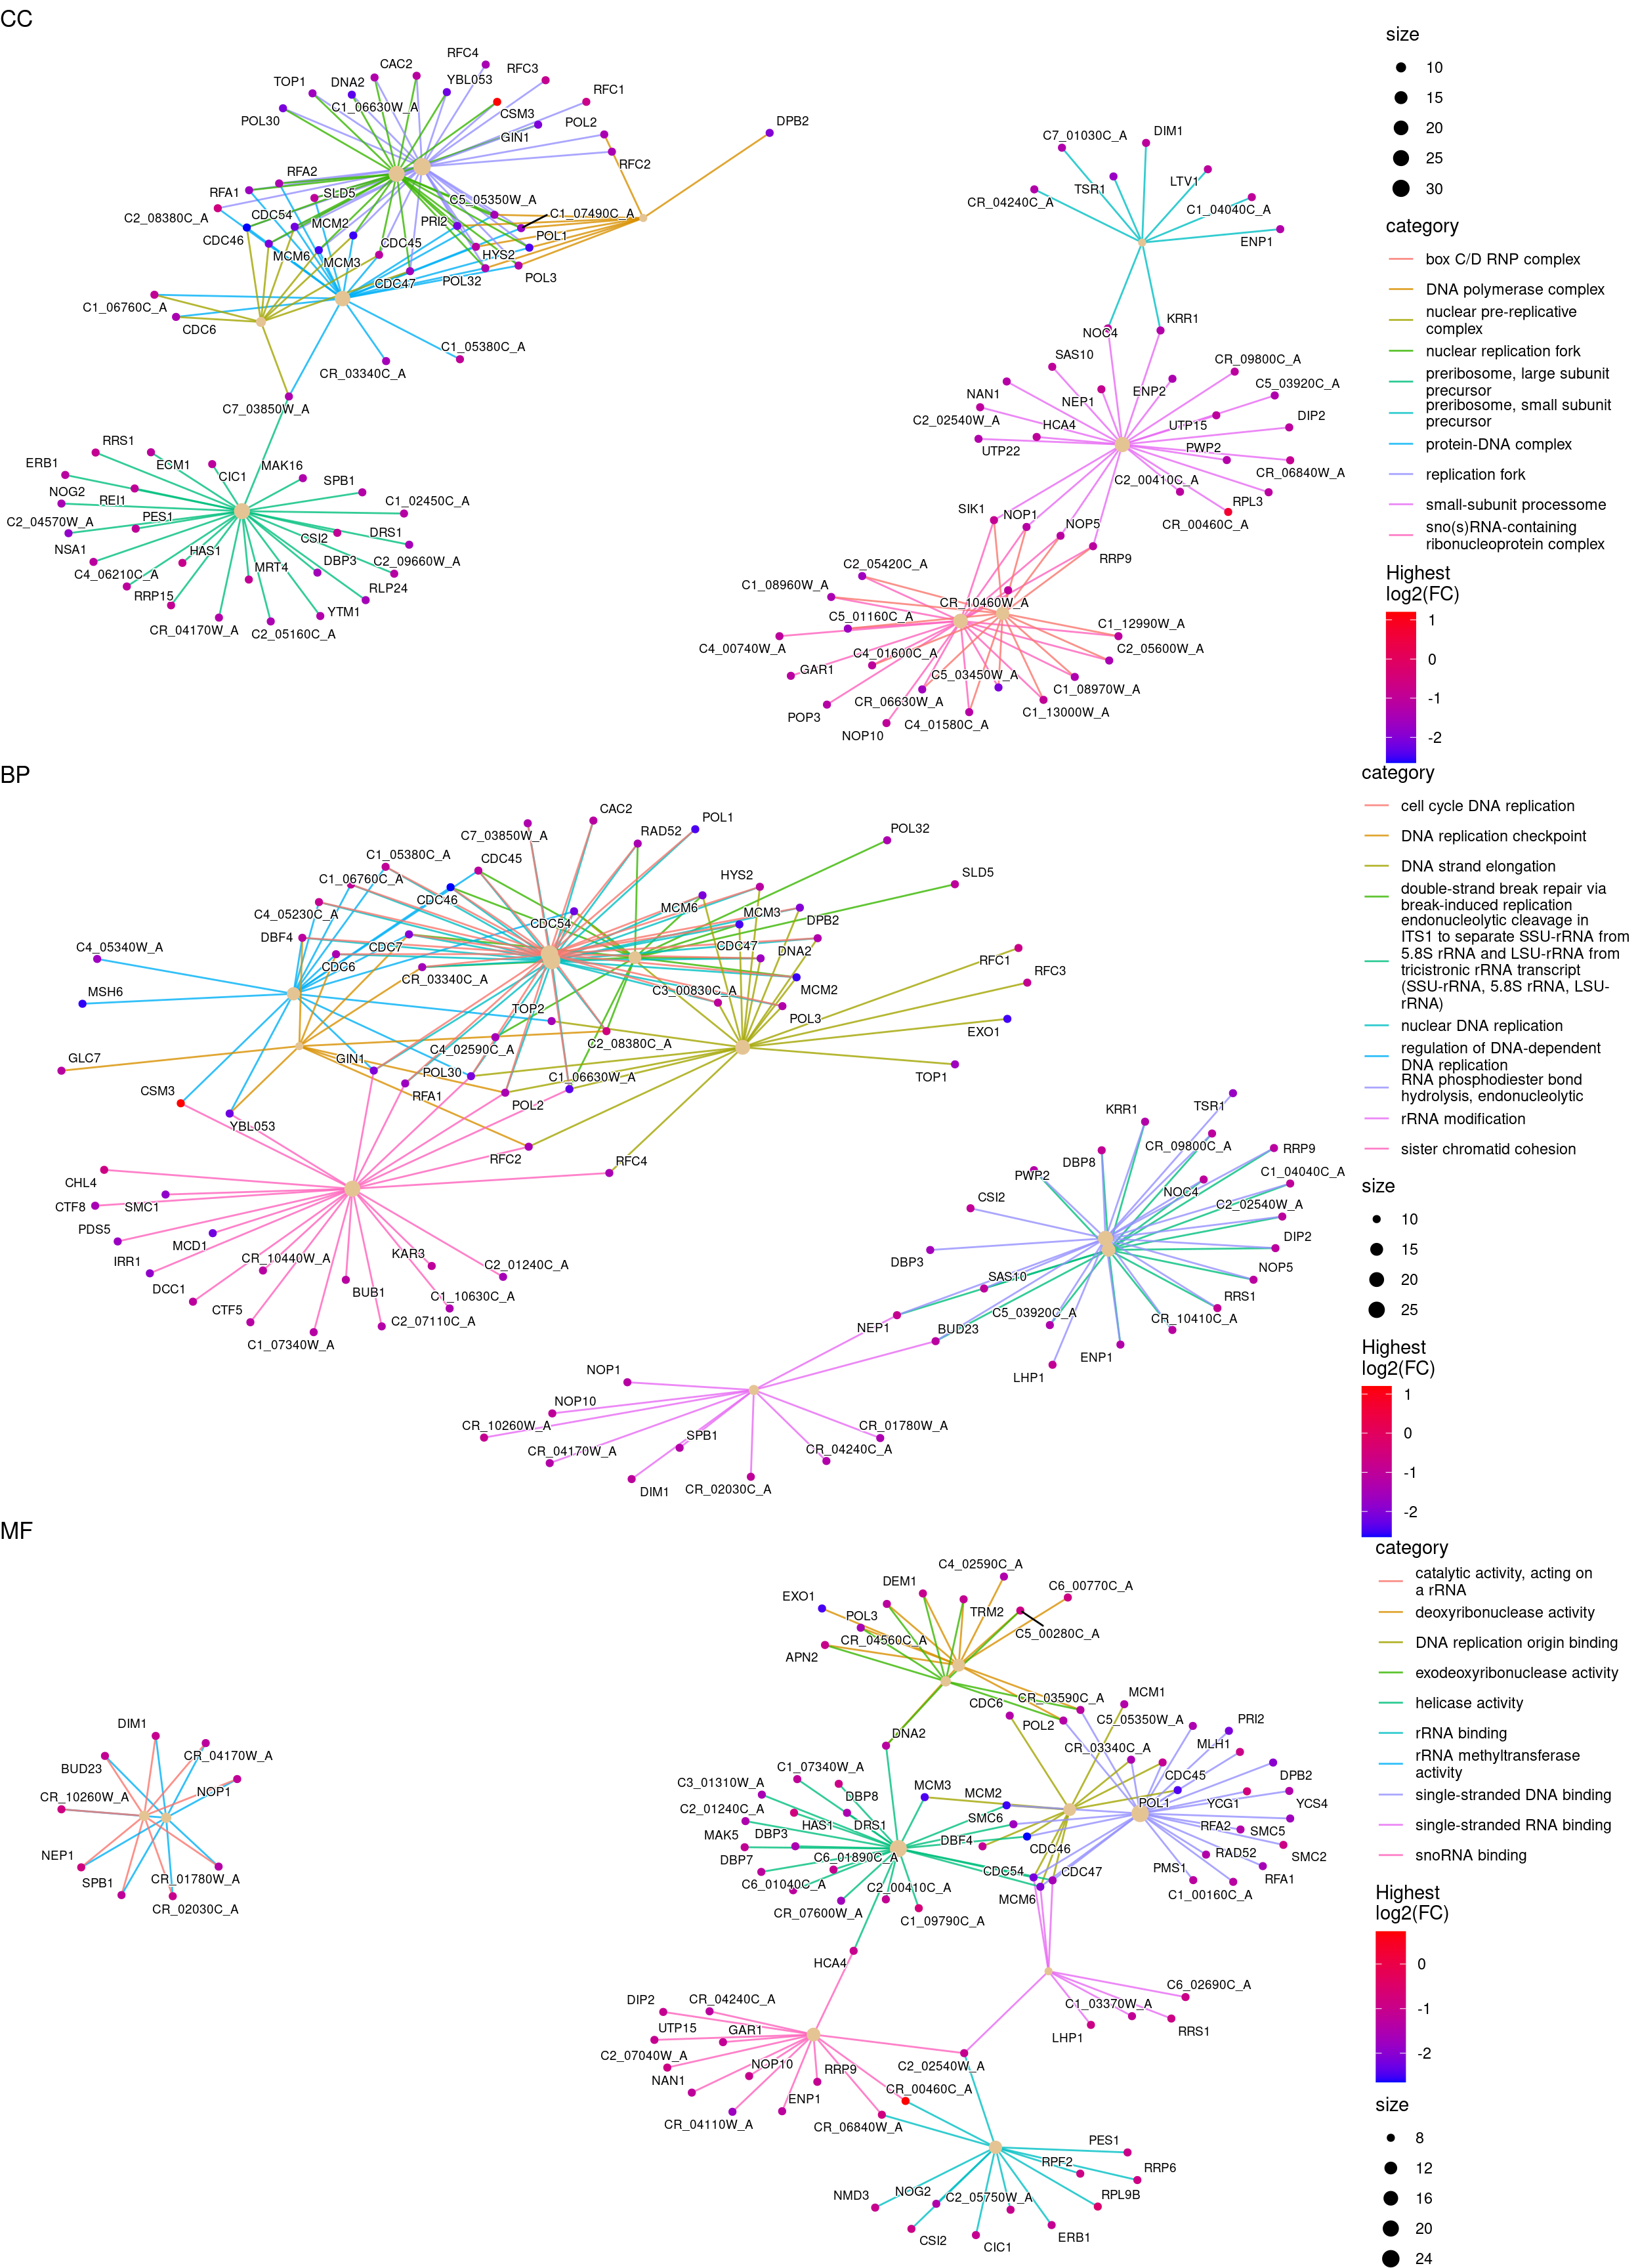 CC
RFC4
CAC2
RFC3
TOP1
DNA2
YBL053
C1_06630W_A
RFC1
CSM3
POL30
POL2
DPB2
GIN1
RFC2
RFA2
RFA1
SLD5
C5_05350W_A
C2_08380C_A
CDC54
MCM2
PRI2
C1_07490C_A
CDC46
CDC45
POL1
MCM6
MCM3
HYS2
CDC47
POL32
POL3
C1_06760C_A
CDC6
C1_05380C_A
CR_03340C_A
C7_03850W_A
RRS1
ERB1
ECM1
CIC1
MAK16
SPB1
NOG2
REI1
C1_02450C_A
C2_04570W_A
PES1
CSI2
DRS1
NSA1
HAS1
DBP3
C2_09660W_A
C4_06210C_A
MRT4
RLP24
RRP15
YTM1
CR_04170W_A
C2_05160C_A
C7_01030C_A
DIM1
TSR1
LTV1
CR_04240C_A
C1_04040C_A
ENP1
NOC4
KRR1
SAS10
CR_09800C_A
NAN1
NEP1
ENP2
C5_03920C_A
C2_02540W_A
HCA4
UTP15
DIP2
UTP22
PWP2
CR_06840W_A
C2_00410C_A
RPL3
CR_00460C_A
SIK1
NOP1
NOP5
RRP9
C2_05420C_A
C1_08960W_A
CR_10460W_A
C5_01160C_A
C1_12990W_A
C4_00740W_A
C2_05600W_A
C4_01600C_A
GAR1
C5_03450W_A
C1_08970W_A
CR_06630W_A
POP3
C4_01580C_A
C1_13000W_A
NOP10
size
10
15
20
25
30
category
box C/D RNP complex
DNA polymerase complex
nuclear pre-replicative
complex
nuclear replication fork
preribosome, large subunit
precursor
preribosome, small subunit
precursor
protein-DNA complex
replication fork
small-subunit processome
sno(s)RNA-containing
ribonucleoprotein complex
Highest
log2(FC)
1
0
-1
-2
BP
CAC2
POL1
C7_03850W_A
RAD52
POL32
C1_05380C_A
CDC45
C1_06760C_A
HYS2
SLD5
CDC46
C4_05230C_A
MCM6
MCM3
DPB2
CDC54
DBF4
CDC7
CDC47
C4_05340W_A
DNA2
RFC1
CDC6
CR_03340C_A
RFC3
MSH6
C3_00830C_A
MCM2
TOP2
POL3
EXO1
C2_08380C_A
C4_02590C_A
GLC7
GIN1
POL30
C1_06630W_A
TOP1
CSM3
RFA1
POL2
YBL053
RFC2
RFC4
CHL4
CTF8
SMC1
PDS5
MCD1
IRR1
CR_10440W_A
KAR3
C2_01240C_A
DCC1
BUB1
C1_10630C_A
CTF5
C2_07110C_A
C1_07340W_A
KRR1
TSR1
CR_09800C_A
RRP9
DBP8
PWP2
C1_04040C_A
NOC4
CSI2
C2_02540W_A
DIP2
DBP3
NOP5
SAS10
RRS1
C5_03920C_A
CR_10410C_A
NEP1
BUD23
ENP1
LHP1
NOP1
NOP10
CR_10260W_A
CR_01780W_A
SPB1
CR_04170W_A
CR_04240C_A
DIM1
CR_02030C_A
category
cell cycle DNA replication
DNA replication checkpoint
DNA strand elongation
double-strand break repair via
break-induced replication
endonucleolytic cleavage in
ITS1 to separate SSU-rRNA from
5.8S rRNA and LSU-rRNA from
tricistronic rRNA transcript
(SSU-rRNA, 5.8S rRNA, LSU-
rRNA)
nuclear DNA replication
regulation of DNA-dependent
DNA replication
RNA phosphodiester bond
hydrolysis, endonucleolytic
rRNA modification
sister chromatid cohesion
size
10
15
20
25
Highest
log2(FC)
1
0
-1
-2
MF
DIM1
CR_04170W_A
BUD23
NOP1
CR_10260W_A
NEP1
SPB1
CR_01780W_A
CR_02030C_A
C4_02590C_A
DEM1
C6_00770C_A
EXO1
POL3
TRM2
C5_00280C_A
CR_04560C_A
APN2
CDC6
CR_03590C_A
MCM1
POL2
C5_05350W_A
PRI2
DNA2
CR_03340C_A
MLH1
C1_07340W_A
C3_01310W_A
CDC45
DPB2
DBP8
MCM3
MCM2
POL1
YCG1
YCS4
C2_01240C_A
HAS1
DRS1
SMC6
RFA2
SMC5
MAK5
DBP3
DBF4
CDC46
RAD52
SMC2
DBP7
C6_01890C_A
CDC54
CDC47
PMS1
RFA1
C6_01040C_A
C2_00410C_A
MCM6
C1_00160C_A
CR_07600W_A
C1_09790C_A
HCA4
C6_02690C_A
DIP2
CR_04240C_A
C1_03370W_A
UTP15
GAR1
LHP1
RRS1
C2_07040W_A
NOP10
RRP9
C2_02540W_A
NAN1
CR_00460C_A
ENP1
CR_04110W_A
CR_06840W_A
PES1
RPF2
RRP6
NMD3
NOG2
C2_05750W_A
RPL9B
CSI2
CIC1
ERB1
category
catalytic activity, acting on
a rRNA
deoxyribonuclease activity
DNA replication origin binding
exodeoxyribonuclease activity
helicase activity
rRNA binding
rRNA methyltransferase
activity
single-stranded DNA binding
single-stranded RNA binding
snoRNA binding
Highest
log2(FC)
0
-1
-2
size
8
12
16
20
24